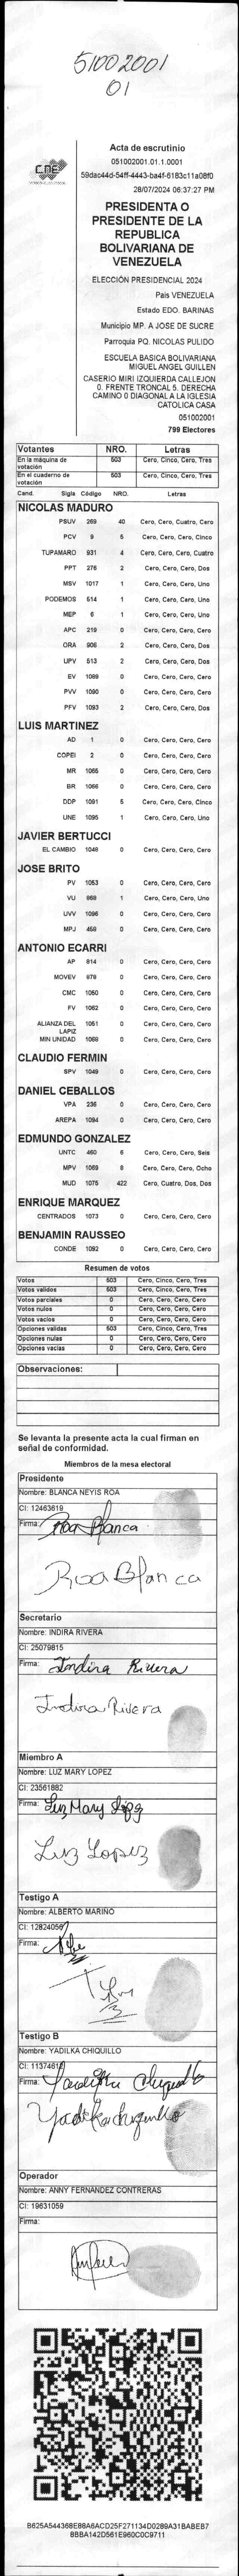 51002001
01
CNE
Acta de escrutinio
051002001.01.1.0001
59dac44d-54ff-4443-ba4f-6183c11a08f0
28/07/2024 06:37:27 PM
PRESIDENTA O
PRESIDENTE DE LA
REPUBLICA
BOLIVARIANA DE
VENEZUELA
ELECCIÓN PRESIDENCIAL 2024
Pais VENEZUELA
Estado EDO. BARINAS
Municipio MP. A JOSE DE SUCRE
Parroquia PQ. NICOLAS PULIDO
ESCUELA BASICA BOLIVARIANA
MIGUEL ANGEL GUILLEN
CASERIO MIRI IZQUIERDA CALLEJON
0. FRENTE TRONCAL 5. DERECHA
CAMINO 0 DIAGONAL A LA IGLESIA
CATOLICA CASA
051002001
799 Electores
Votantes NRO. Letras
En la máquina de votación 503 Cero, Cinco, Cero, Tres
En el cuaderno de votación 503 Cero, Cinco, Cero, Tres
Cand. Sigla Código NRO. Letras
NICOLAS MADURO
PSUV 269 40 Cero, Cero, Cuatro, Cero
PCV 9 5 Cero, Cero, Cero, Cinco
TUPAMARO 931 4 Cero, Cero, Cero, Cuatro
PPT 276 2 Cero, Cero, Cero, Dos
MSV 1017 1 Cero, Cero, Cero, Uno
PODEMOS 514 1 Cero, Cero, Cero, Uno
MEP 6 1 Cero, Cero, Cero, Uno
APC 219 0 Cero, Cero, Cero, Cero
ORA 906 2 Cero, Cero, Cero, Dos
UPV 513 2 Cero, Cero, Cero, Dos
EV 1089 0 Cero, Cero, Cero, Cero
PVV 1090 0 Cero, Cero, Cero, Cero
PFV 1093 2 Cero, Cero, Cero, Dos
LUIS MARTINEZ
AD 1 0 Cero, Cero, Cero, Cero
COPEI 2 0 Cero, Cero, Cero, Cero
MR 1065 0 Cero, Cero, Cero, Cero
BR 1066 0 Cero, Cero, Cero, Cero
DDP 1091 5 Cero, Cero, Cero, Cinco
UNE 1095 1 Cero, Cero, Cero, Uno
JAVIER BERTUCCI
EL CAMBIO 1048 0 Cero, Cero, Cero, Cero
JOSE BRITO
PV 1053 0 Cero, Cero, Cero, Cero
VU 868 1 Cero, Cero, Cero, Uno
UVV 1096 0 Cero, Cero, Cero, Cero
MPJ 459 0 Cero, Cero, Cero, Cero
ANTONIO ECARRI
AP 814 0 Cero, Cero, Cero, Cero
MOVEV 879 0 Cero, Cero, Cero, Cero
CMC 1050 0 Cero, Cero, Cero, Cero
FV 1062 0 Cero, Cero, Cero, Cero
ALIANZA DEL LAPIZ 1051 0 Cero, Cero, Cero, Cero
MIN UNIDAD 1068 0 Cero, Cero, Cero, Cero
CLAUDIO FERMIN
SPV 1049 0 Cero, Cero, Cero, Cero
DANIEL CEBALLOS
VPA 236 0 Cero, Cero, Cero, Cero
AREPA 1094 0 Cero, Cero, Cero, Cero
EDMUNDO GONZALEZ
UNTC 460 6 Cero, Cero, Cero, Seis
MPV 1069 8 Cero, Cero, Cero, Ocho
MUD 1075 422 Cero, Cuatro, Dos, Dos
ENRIQUE MARQUEZ
CENTRADOS 1073 0 Cero, Cero, Cero, Cero
BENJAMIN RAUSSEO
CONDE 1092 0 Cero, Cero, Cero, Cero
Resumen de votos
Votos 503 Cero, Cinco, Cero, Tres
Votos validos 503 Cero, Cinco, Cero, Tres
Votos parciales 0 Cero, Cero, Cero, Cero
Votos nulos 0 Cero, Cero, Cero, Cero
Votos vacios 0 Cero, Cero, Cero, Cero
Opciones validas 503 Cero, Cinco, Cero, Tres
Opciones nulas 0 Cero, Cero, Cero, Cero
Opciones vacias 0 Cero, Cero, Cero, Cero
Observaciones:
Se levanta la presente acta la cual firman en
señal de conformidad.
Miembros de la mesa electoral
Presidente
Nombre: BLANCA NEYIS ROA
CI: 12463619
Firma: Roa Blanca
Roa Blanca
Secretario
Nombre: INDIRA RIVERA
CI: 25079815
Firma: Indira Rivera
Indira Rivera
Miembro A
Nombre: LUZ MARY LOPEZ
CI: 23561882
Firma: Luz Mary Lopez
Luz Lopez
Testigo A
Nombre: ALBERTO MARINO
CI: 12824056
Firma:
Testigo B
Nombre: YADILKA CHIQUILLO
CI: 11374612
Firma: Yadilka Chiquillo
Yadilka chiquillo
Operador
Nombre: ANNY FERNANDEZ CONTRERAS
CI: 19631059
Firma:
B625A544368E88A6ACD25F271134D0289A31BABEB7
8BBA142D561E960C0C9711